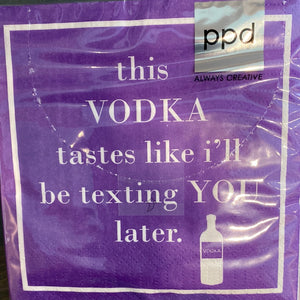 ppd
ALWAYS CREATIVE
this
VODKA
tastes like i'll
be texting YOU
later.
VODKA